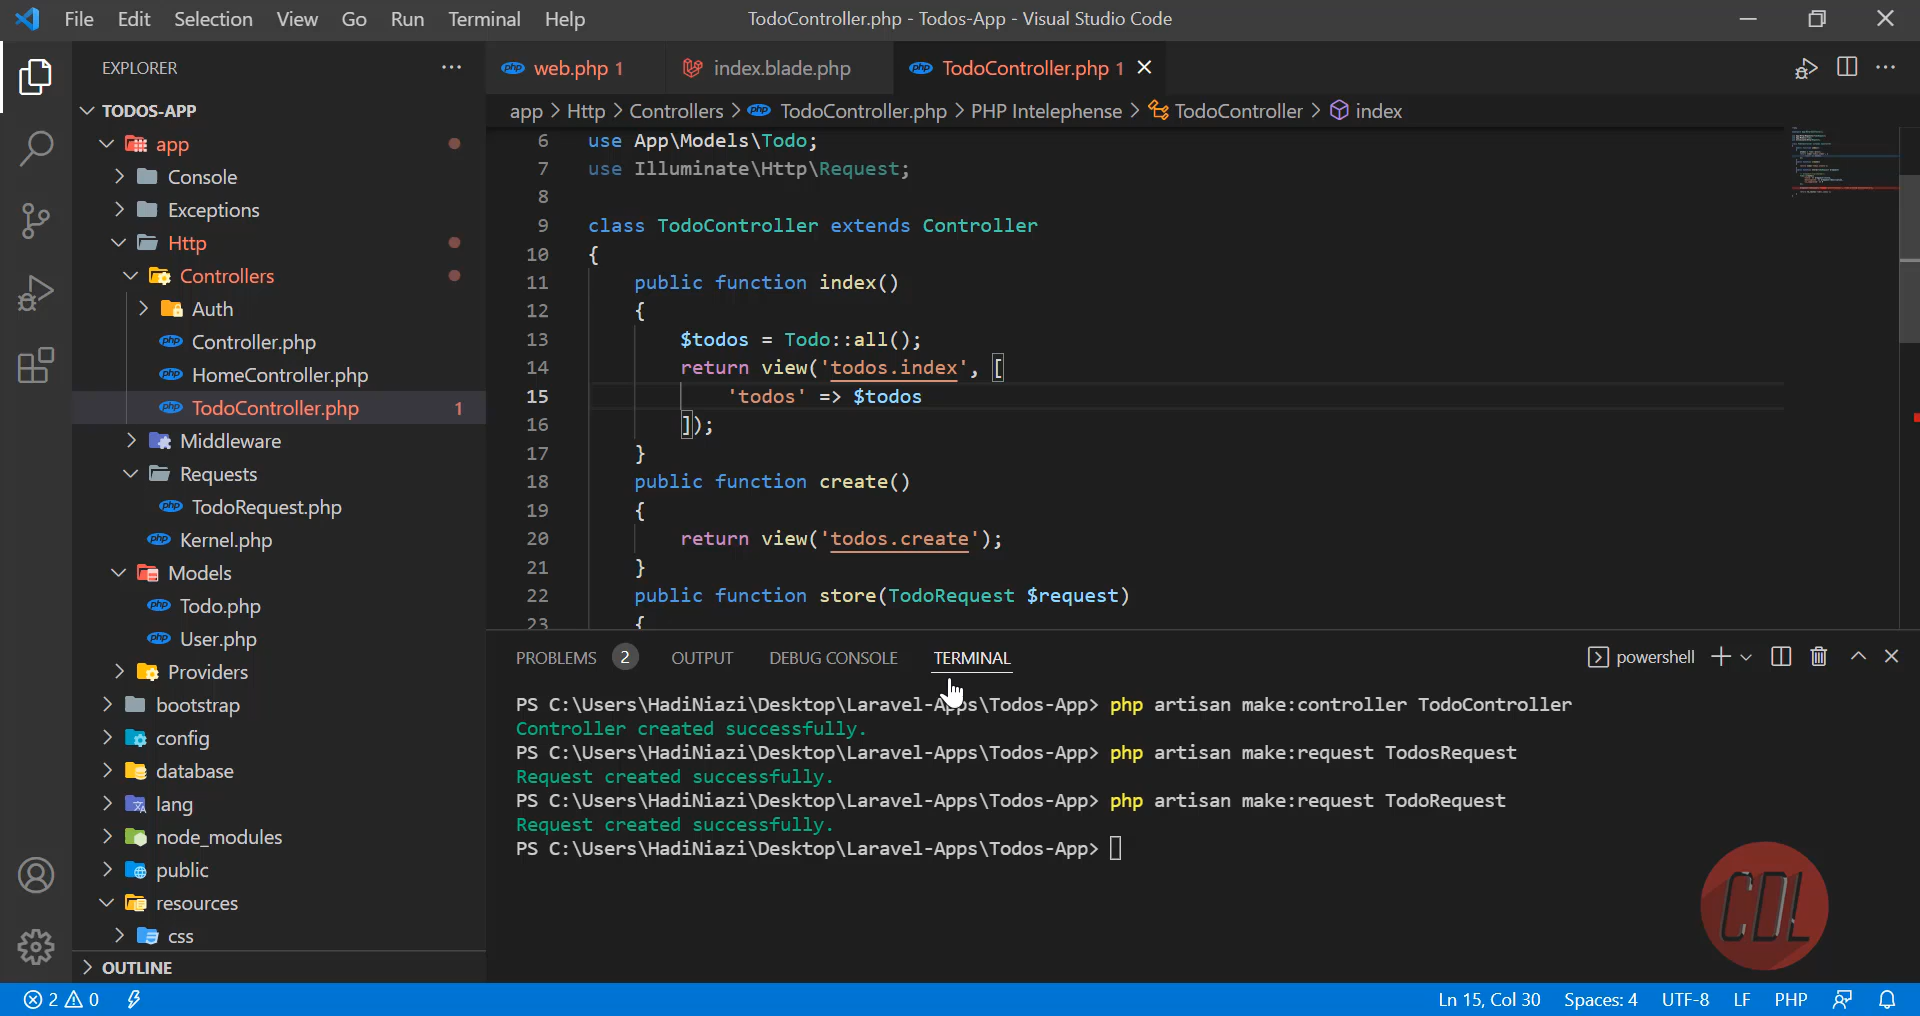 File Edit Selection View Go Run Terminal Help
TodoController.php - Todos-App - Visual Studio Code
EXPLORER
TODOS-APP
app
Console
Exceptions
Http
Controllers
Auth
Controller.php
HomeController.php
TodoController.php 1
Middleware
Requests
TodoRequest.php
Kernel.php
Models
Todo.php
User.php
Providers
bootstrap
config
database
lang
node_modules
public
resources
css
OUTLINE
web.php 1
index.blade.php
TodoController.php 1
app > Http > Controllers > TodoController.php > PHP Intelephense > TodoController > index
6 use App\Models\Todo;
7 use Illuminate\Http\Request;
8
9 class TodoController extends Controller
10 {
11 public function index()
12 {
13 $todos = Todo::all();
14 return view('todos.index', [
15 'todos' => $todos
16 ]);
17 }
18 public function create()
19 {
20 return view('todos.create');
21 }
22 public function store(TodoRequest $request)
23 {
PROBLEMS 2 OUTPUT DEBUG CONSOLE TERMINAL
powershell
PS C:\Users\HadiNiazi\Desktop\Laravel-Apps\Todos-App> php artisan make:controller TodoController
Controller created successfully.
PS C:\Users\HadiNiazi\Desktop\Laravel-Apps\Todos-App> php artisan make:request TodosRequest
Request created successfully.
PS C:\Users\HadiNiazi\Desktop\Laravel-Apps\Todos-App> php artisan make:request TodoRequest
Request created successfully.
PS C:\Users\HadiNiazi\Desktop\Laravel-Apps\Todos-App>
CDL
2 0
Ln 15, Col 30 Spaces: 4 UTF-8 LF PHP